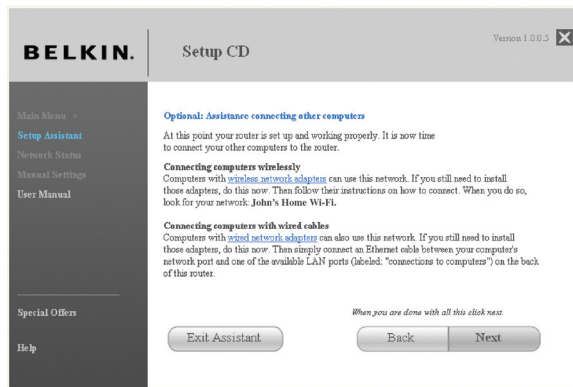 BELKIN.
Setup CD
Version 1.0.0.5
Main Menu »
Setup Assistant
Network Status
Manual Settings
User Manual
Special Offers
Help
Optional: Assistance connecting other computers
At this point your router is set up and working properly. It is now time
to connect your other computers to the router.
Connecting computers wirelessly
Computers with wireless network adapters can use this network. If you still need to install
those adapters, do this now. Then follow their instructions on how to connect. When you do so,
look for your network: John's Home Wi-Fi.
Connecting computers with wired cables
Computers with wired network adapters can also use this network. If you still need to install
those adapters, do this now. Then simply connect an Ethernet cable between your computer's
network port and one of the available LAN ports (labeled: "connections to computers") on the back
of this router.
When you are done with all this click next.
Exit Assistant
Back
Next